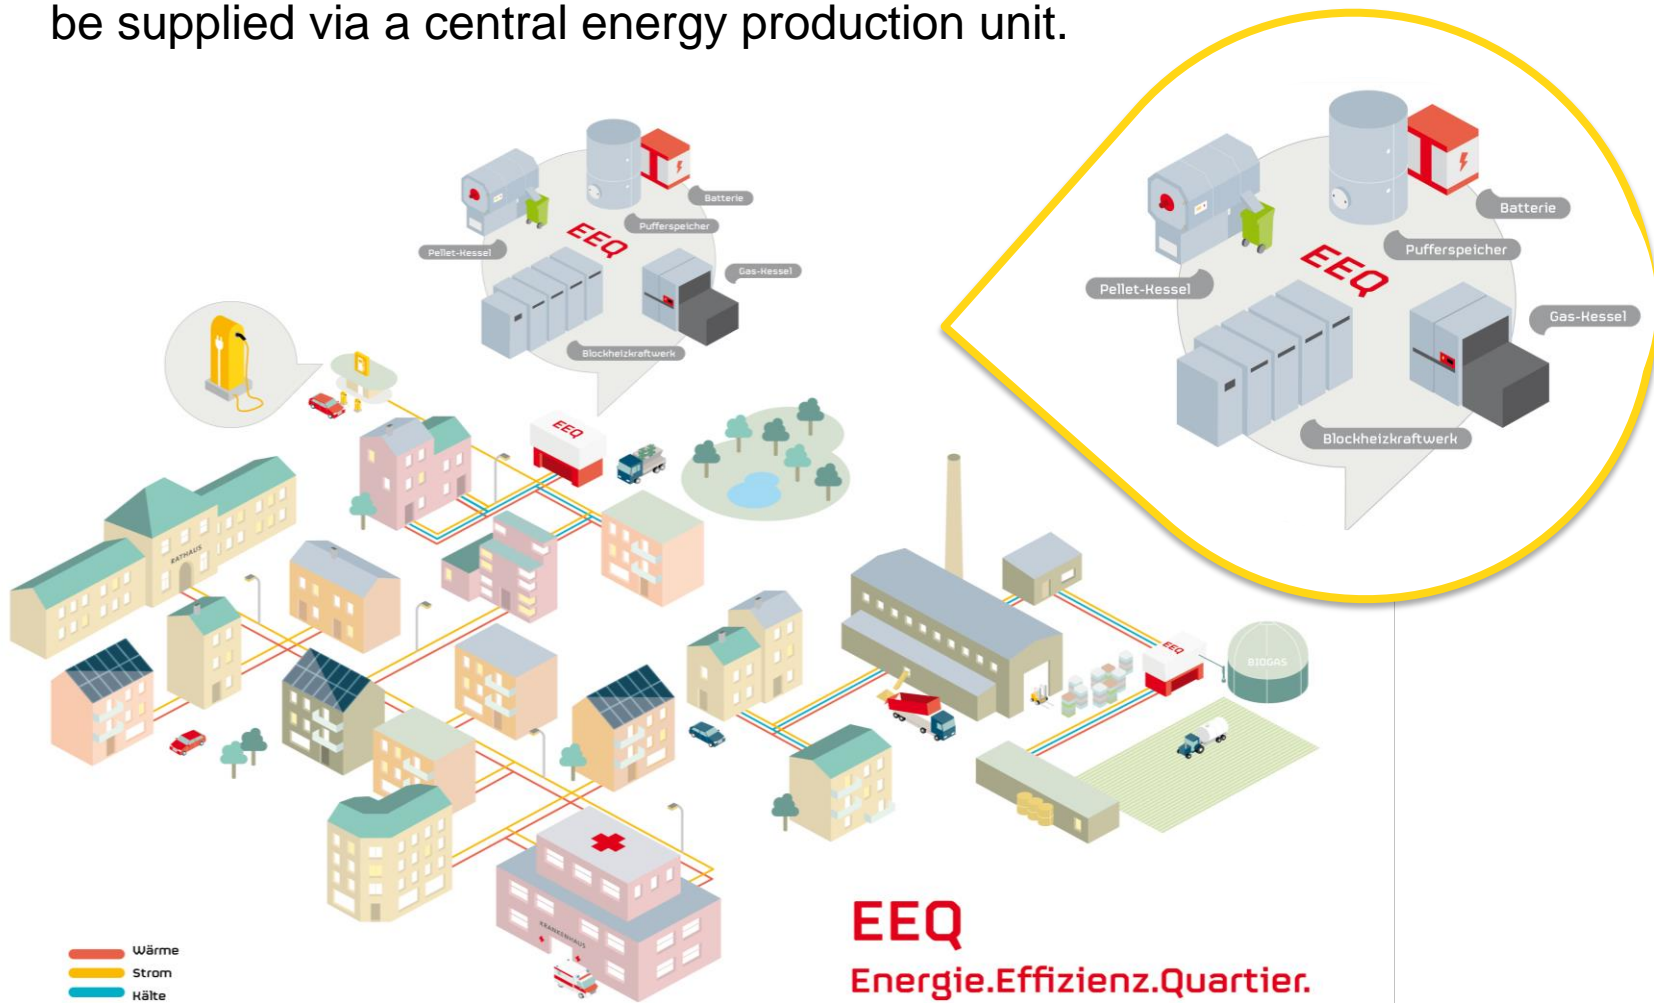 be supplied via a central energy production unit.
Batterie
Pufferspeicher
EEQ
Pellet-Kessel
Gas-Kessel
Blockheizkraftwerk
Batterie
Pufferspeicher
EEQ
Pellet-Kessel
Gas-Kessel
Blockheizkraftwerk
EEQ
RATHAUS
EEQ
BIOGAS
KRANKENHAUS
Wärme
Strom
Kälte
EEQ
Energie.Effizienz.Quartier.